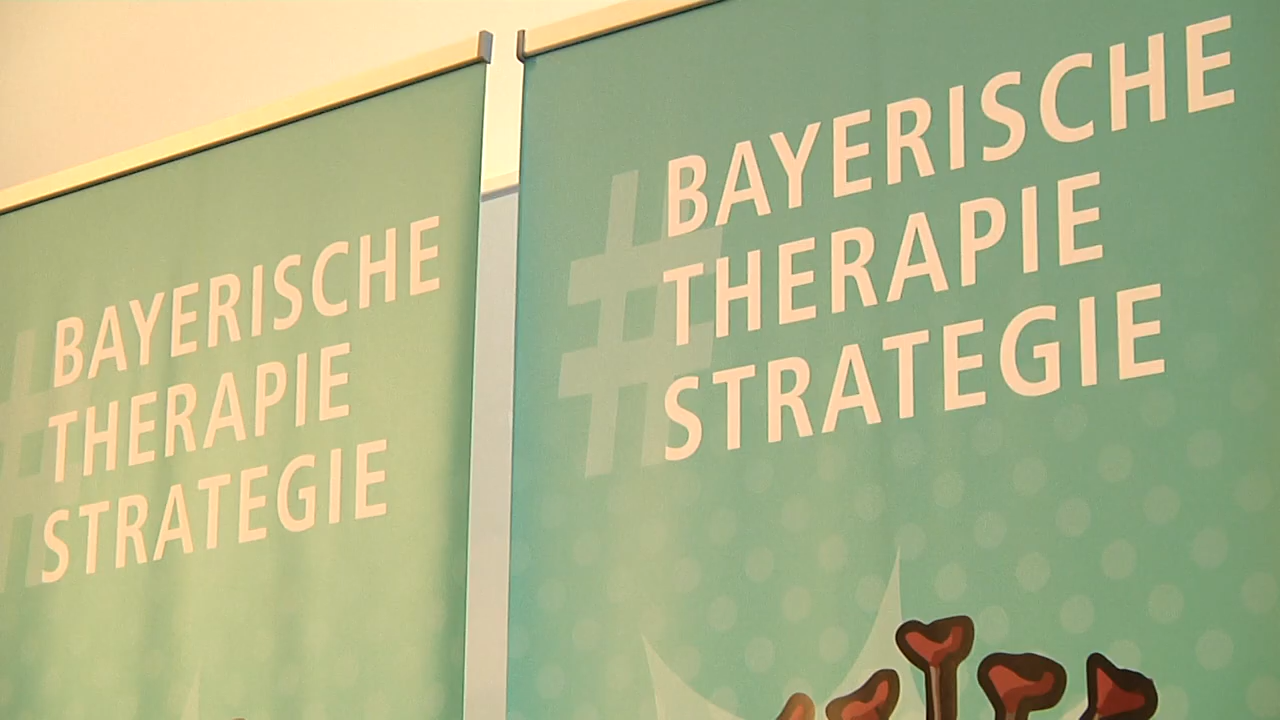 BAYERISCHE
THERAPIE
STRATEGIE
#BAYERISCHE
THERAPIE
STRATEGIE